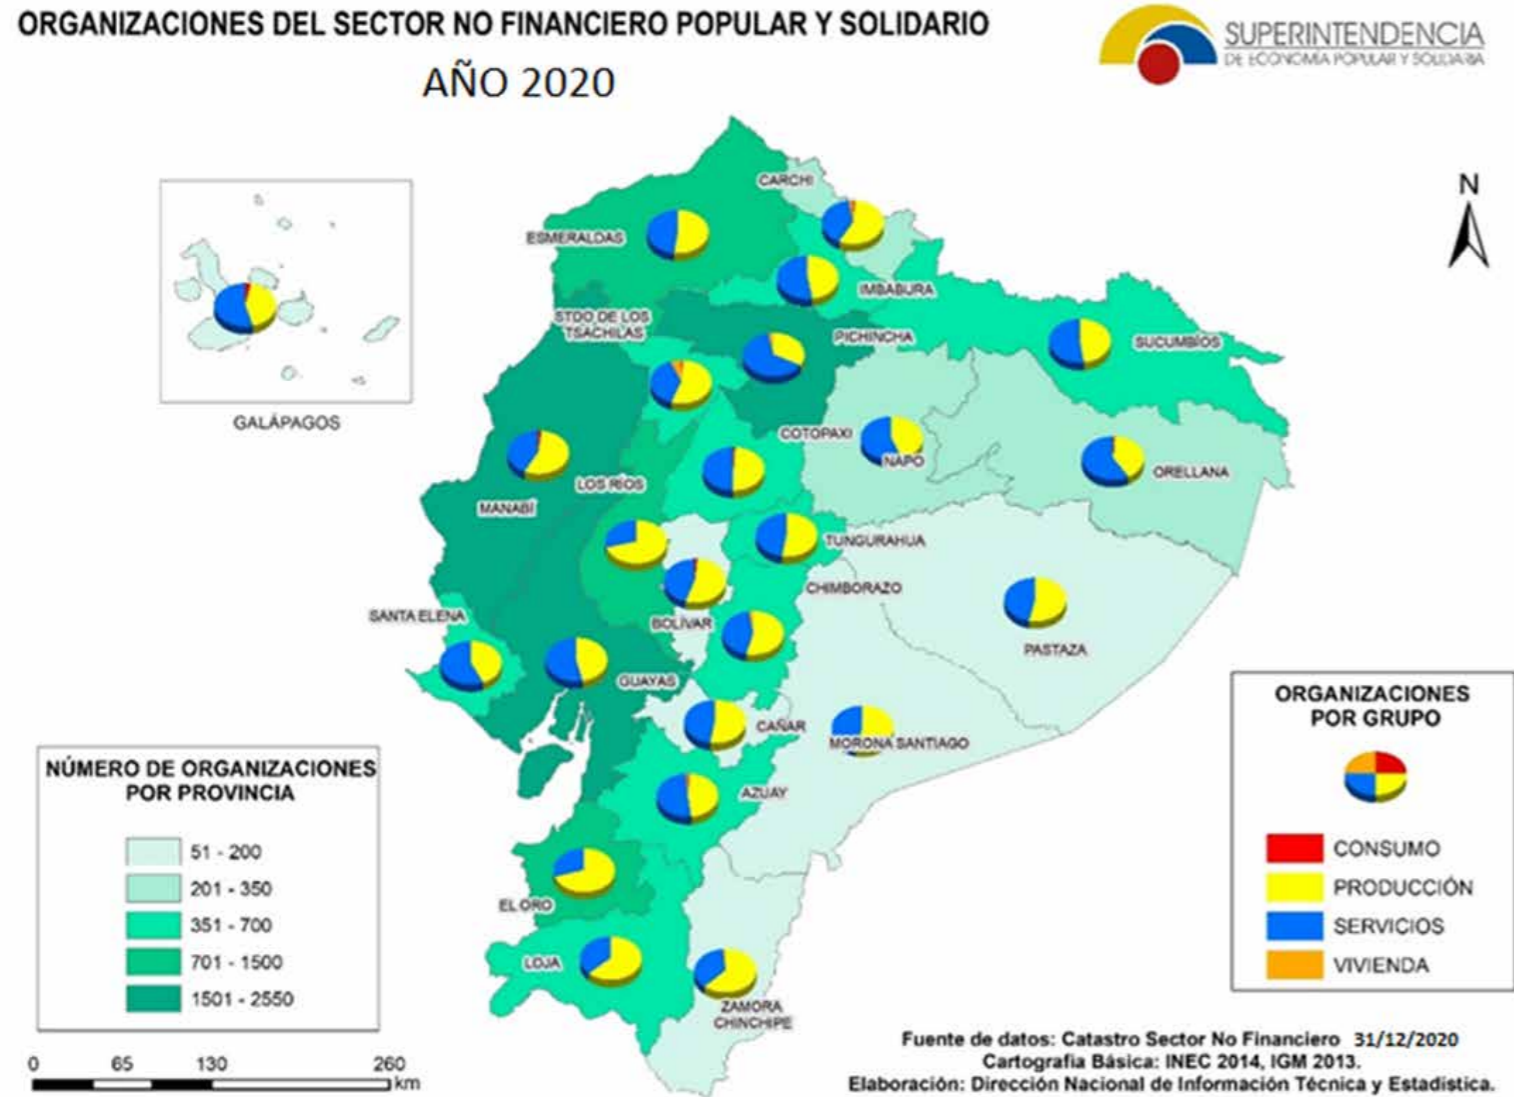 ORGANIZACIONES DEL SECTOR NO FINANCIERO POPULAR Y SOLIDARIO
AÑO 2020
SUPERINTENDENCIA
DE ECONOMÍA POPULAR Y SOLIDARIA
N
CARCHI
ESMERALDAS
IMBABURA
STDO DE LOS
TSACHILAS
PICHINCHA
SUCUMBÍOS
GALÁPAGOS
COTOPAXI
NAPO
ORELLANA
LOS RÍOS
MANABÍ
TUNGURAHUA
CHIMBORAZO
SANTA ELENA
BOLÍVAR
PASTAZA
GUAYAS
CAÑAR
MORONA SANTIAGO
AZUAY
EL ORO
LOJA
ZAMORA
CHINCHIPE
NÚMERO DE ORGANIZACIONES
POR PROVINCIA
51 - 200
201 - 350
351 - 700
701 - 1500
1501 - 2550
0 65 130 260
km
ORGANIZACIONES
POR GRUPO
CONSUMO
PRODUCCIÓN
SERVICIOS
VIVIENDA
Fuente de datos: Catastro Sector No Financiero 31/12/2020
Cartografía Básica: INEC 2014, IGM 2013.
Elaboración: Dirección Nacional de Información Técnica y Estadística.